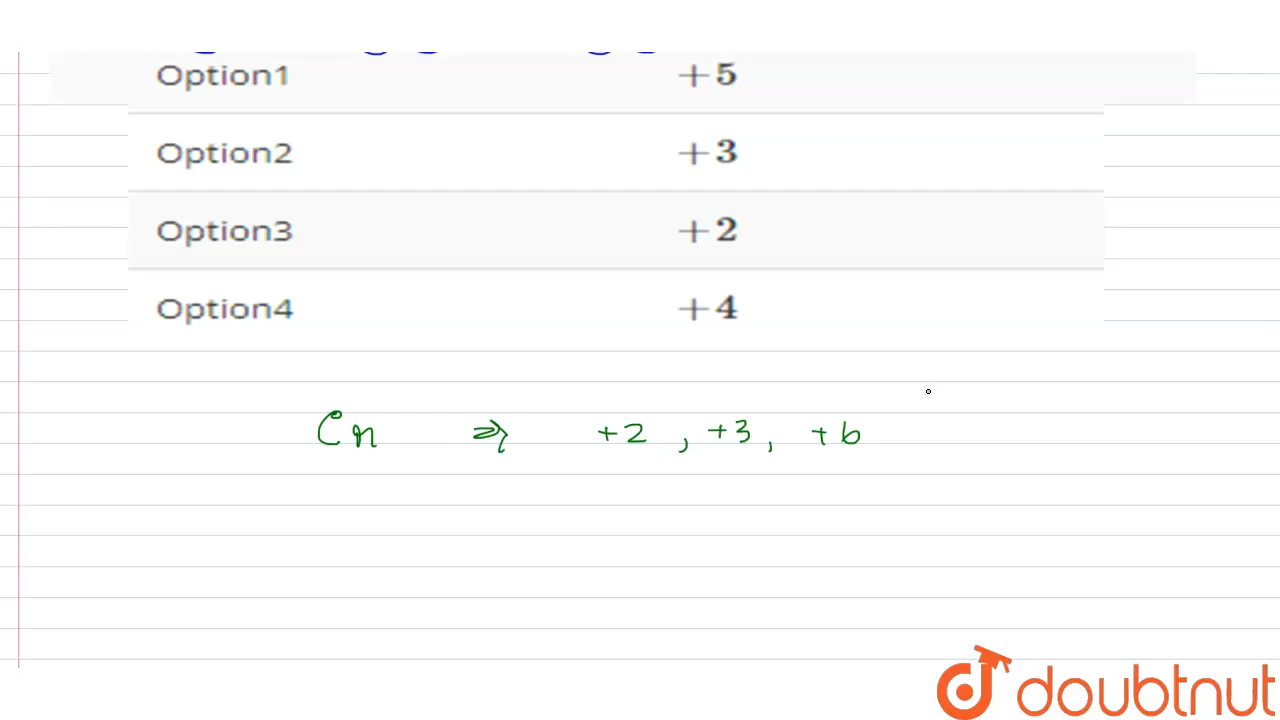 Option1 +5
Option2 +3
Option3 +2
Option4 +4
Cr ⇒ +2, +3, +6
doubtnut